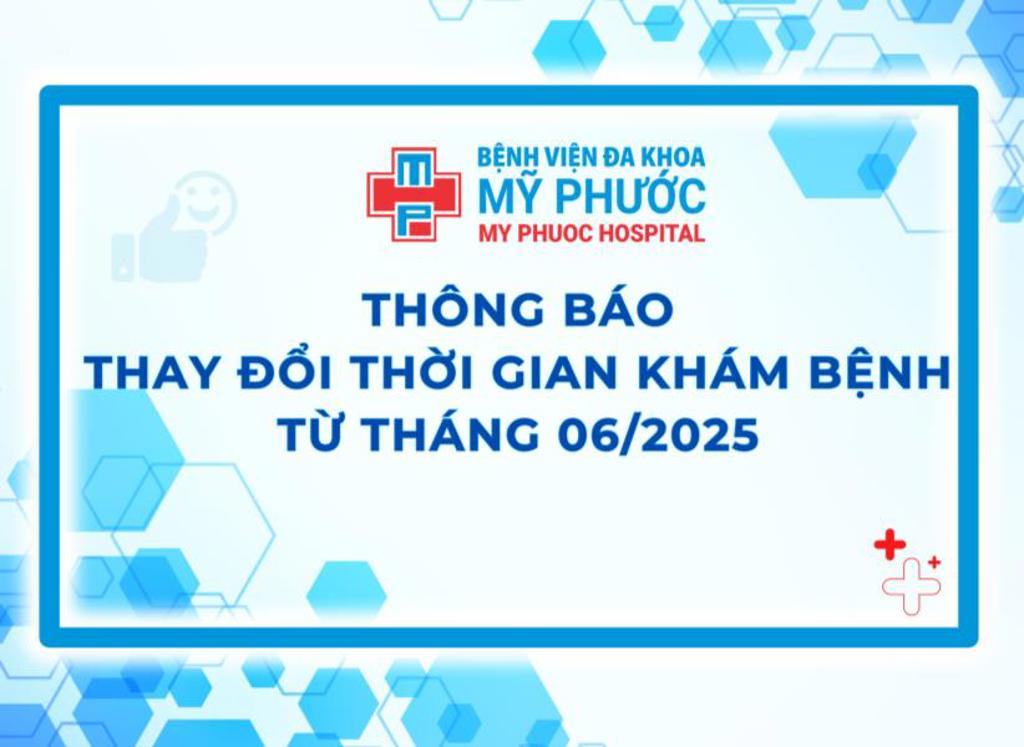 MP
BỆNH VIỆN ĐA KHOA
MỸ PHƯỚC
MY PHUOC HOSPITAL
THÔNG BÁO
THAY ĐỔI THỜI GIAN KHÁM BỆNH
TỪ THÁNG 06/2025